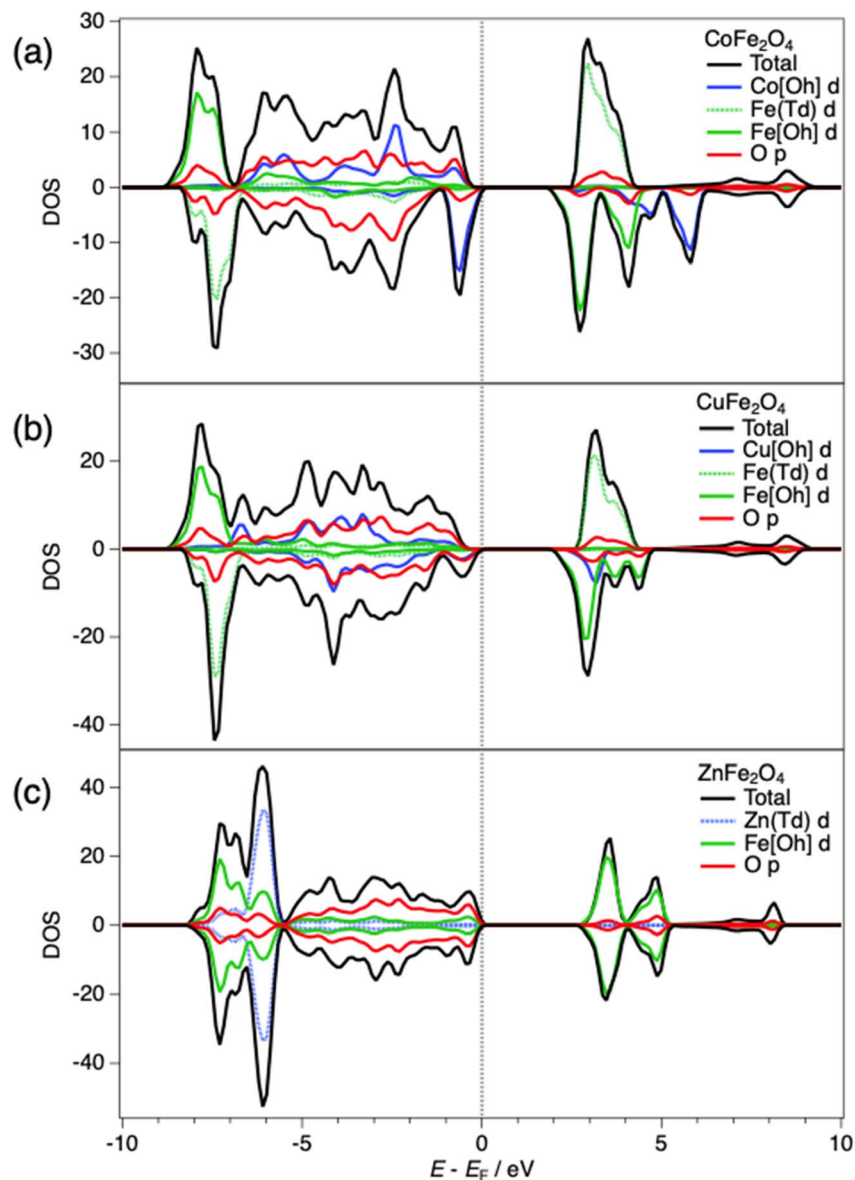 (a)
30
20
10
0
-10
-20
-30
DOS
CoFe₂O₄
Total
Co[Oh] d
Fe(Td) d
Fe[Oh] d
O p
(b)
20
0
-20
-40
DOS
CuFe₂O₄
Total
Cu[Oh] d
Fe(Td) d
Fe[Oh] d
O p
(c)
40
20
0
-20
-40
DOS
ZnFe₂O₄
Total
Zn(Td) d
Fe[Oh] d
O p
-10 -5 0 5 10
E - E_F / eV